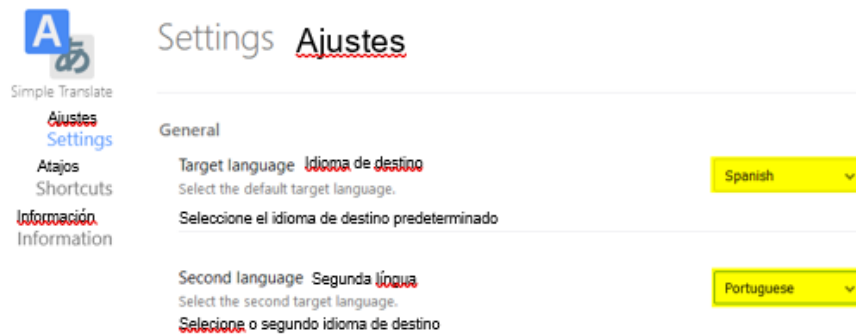 A
あ
Simple Translate
Ajustes
Settings
Atajos
Shortcuts
Información
Information
Settings Ajustes
General
Target language Idioma de destino
Select the default target language.
Spanish
Seleccione el idioma de destino predeterminado
Second language Segunda língua
Select the second target language.
Portuguese
Selecione o segundo idioma de destino